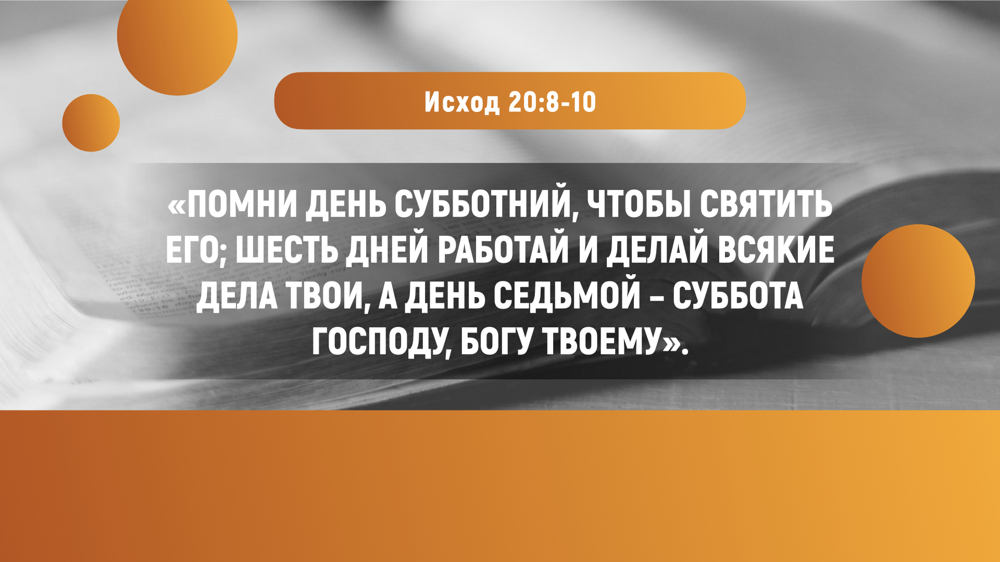 Исход 20:8-10
«ПОМНИ ДЕНЬ СУББОТНИЙ, ЧТОБЫ СВЯТИТЬ
ЕГО; ШЕСТЬ ДНЕЙ РАБОТАЙ И ДЕЛАЙ ВСЯКИЕ
ДЕЛА ТВОИ, А ДЕНЬ СЕДЬМОЙ – СУББОТА
ГОСПОДУ, БОГУ ТВОЕМУ».